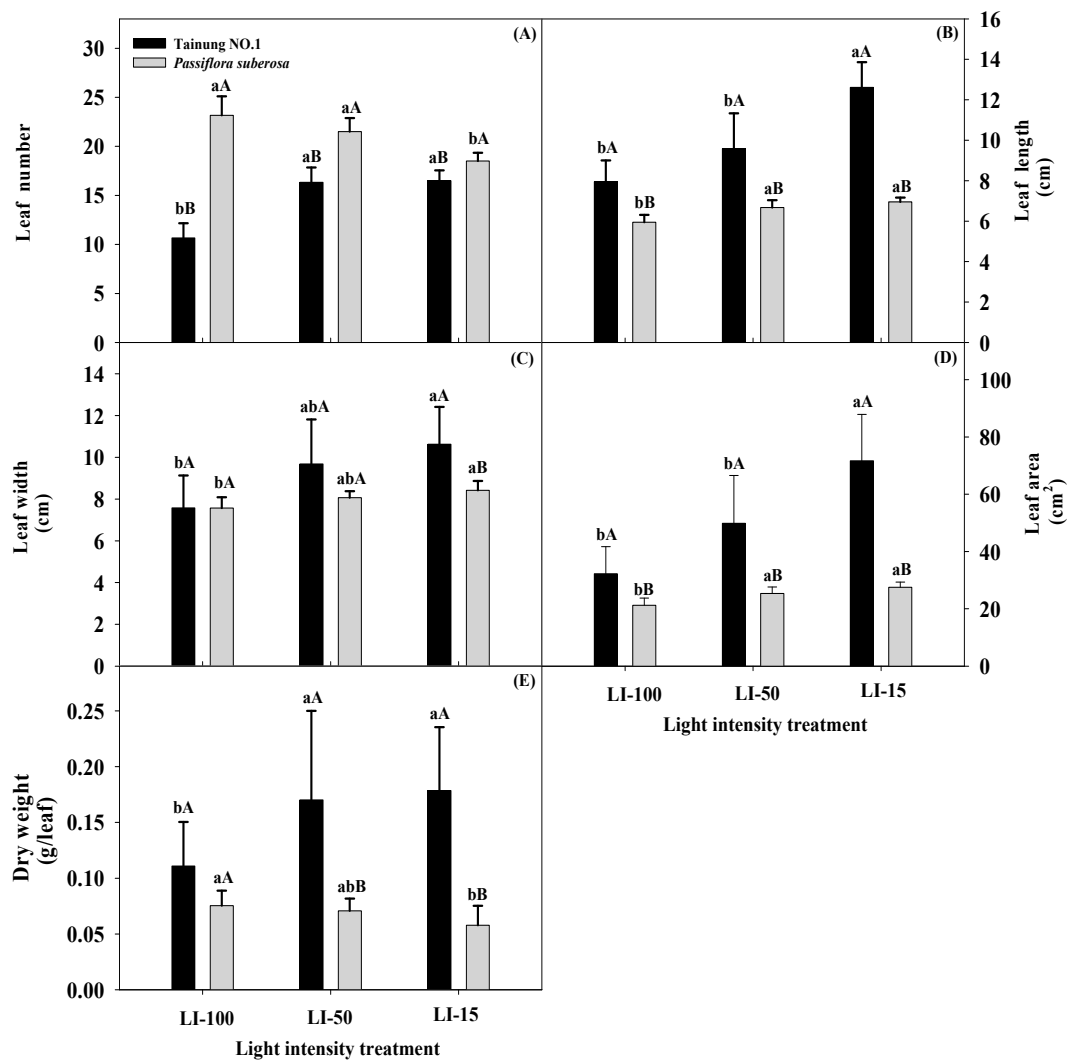 (A)
Tainung NO.1
Passiflora suberosa
Leaf number
30
25
20
15
10
5
0
bB
aA
aB
aA
aB
bA
(B)
Leaf length
(cm)
16
14
12
10
8
6
4
2
0
bA
bB
bA
aB
aA
aB
(C)
Leaf width
(cm)
14
12
10
8
6
4
2
0
bA
bA
abA
abA
aA
aB
(D)
Leaf area
(cm2)
100
80
60
40
20
0
bA
bB
bA
aB
aA
aB
LI-100 LI-50 LI-15
Light intensity treatment
(E)
Dry weight
(g/leaf)
0.25
0.20
0.15
0.10
0.05
0.00
bA
aA
aA
abB
aA
bB
LI-100 LI-50 LI-15
Light intensity treatment